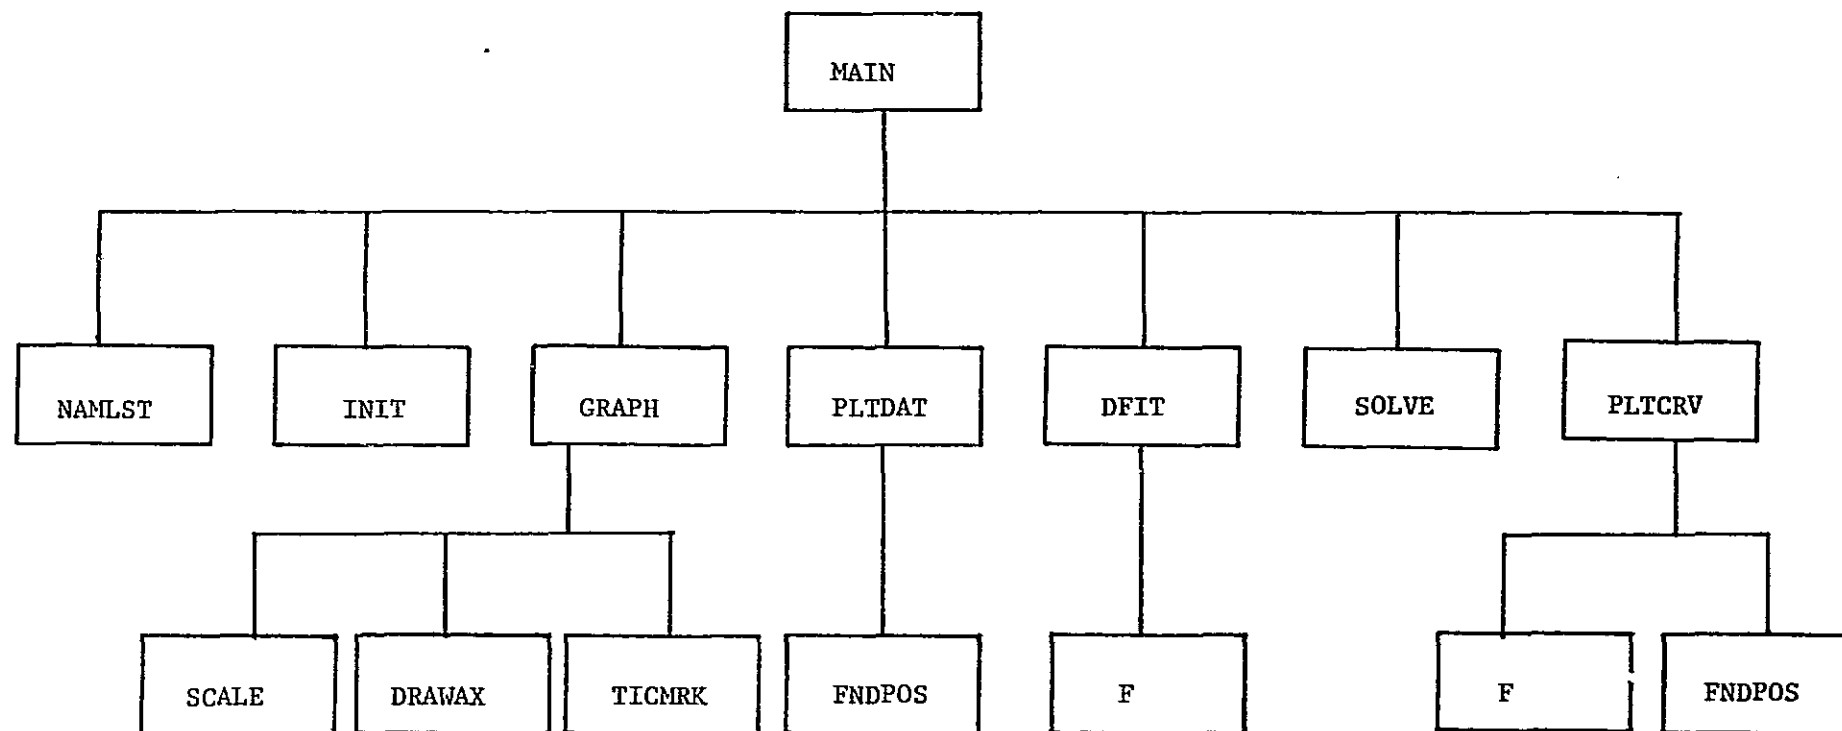 MAIN
NAMLST INIT GRAPH PLTDAT DFIT SOLVE PLTCRV
SCALE DRAWAX TICMRK FNDPOS F F FNDPOS